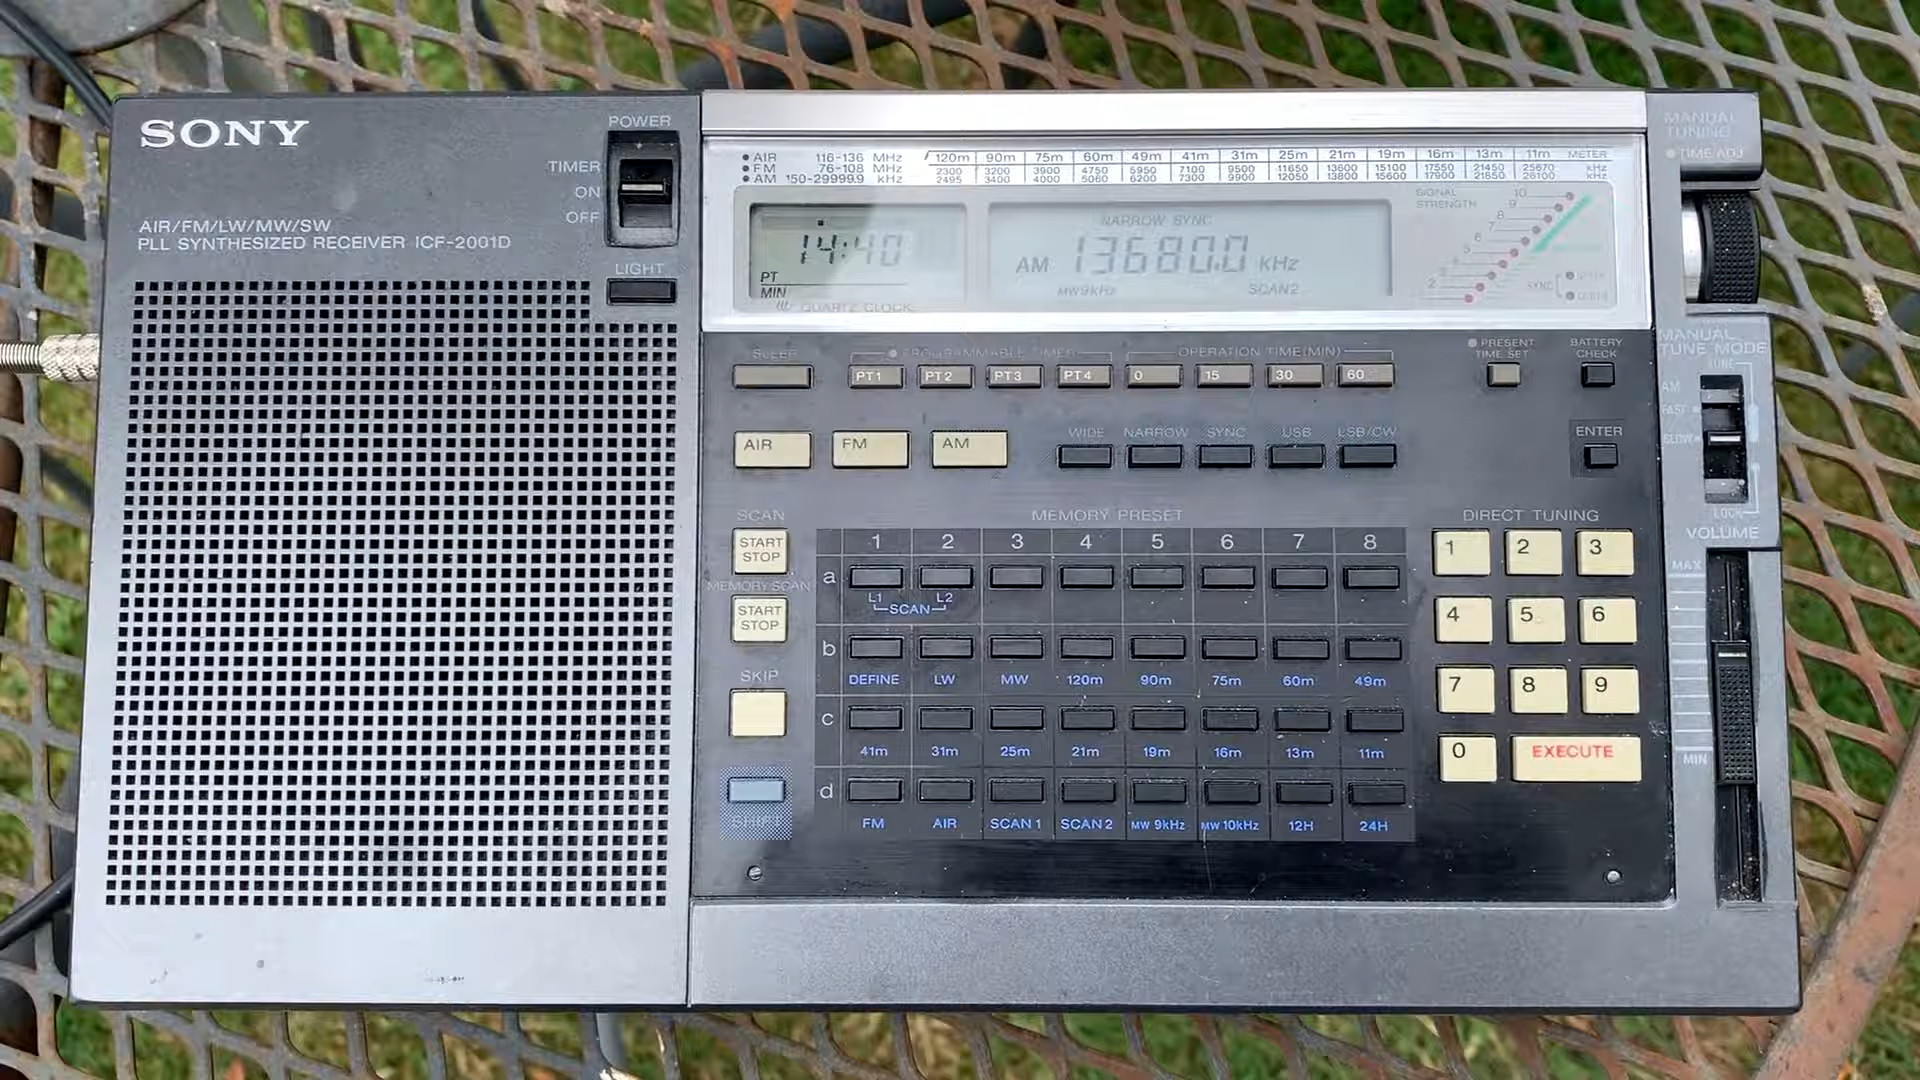 SONY
POWER
TIMER
ON
OFF
AIR/FM/LW/MW/SW
PLL SYNTHESIZED RECEIVER ICF-2001D
LIGHT
AIR 116-136 MHz
FM 76-108 MHz
AM 150-29999.9 kHz
120m 90m 75m 60m 49m 41m 31m 25m 21m 19m 16m 13m 11m METER
2300 3200 3900 4750 5950 7100 9500 11650 13600 15100 17550 21450 25670 kHz
2495 3400 4000 5060 6200 7300 9900 12050 13800 15600 17900 21850 26100 kHz
14:40
PT
MIN
QUARTZ CLOCK
NARROW SYNC
AM 13680.0 KHz
MW9KHz SCAN2
SIGNAL
STRENGTH
10
9
8
7
6
5
2
SYNC
MANUAL
TUNING
TIME ADJ
SLEEP
PROGRAMMABLE TIMER
OPERATION TIME(MIN)
PT1 PT2 PT3 PT4 0 15 30 60
PRESENT
TIME SET
BATTERY
CHECK
AIR FM AM
WIDE NARROW SYNC USB LSB/CW
ENTER
MANUAL
TUNE MODE
AM
FAST
SLOW
LOCK
SCAN
START
STOP
MEMORY SCAN
START
STOP
SKIP
SHIFT
MEMORY PRESET
1 2 3 4 5 6 7 8
a
L1 L2
SCAN
b
DEFINE LW MW 120m 90m 75m 60m 49m
c
41m 31m 25m 21m 19m 16m 13m 11m
d
FM AIR SCAN 1 SCAN 2 MW 9kHz MW 10kHz 12H 24H
DIRECT TUNING
1 2 3
4 5 6
7 8 9
0 EXECUTE
VOLUME
MAX
MIN